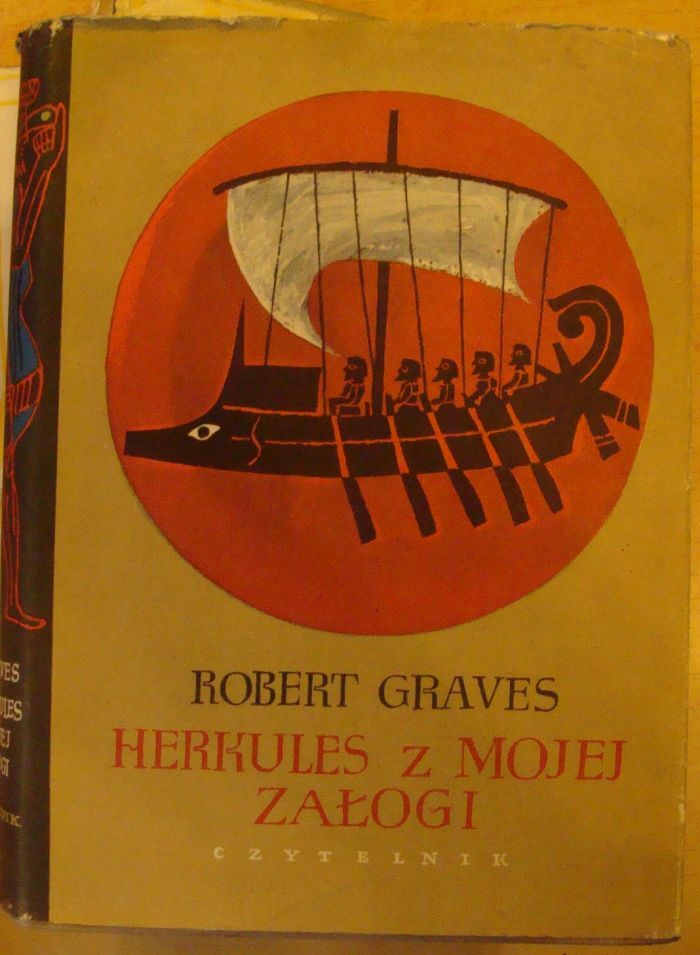 ROBERT GRAVES
HERKULES z MOJEJ
ZAŁOGI
CZYTELNIK